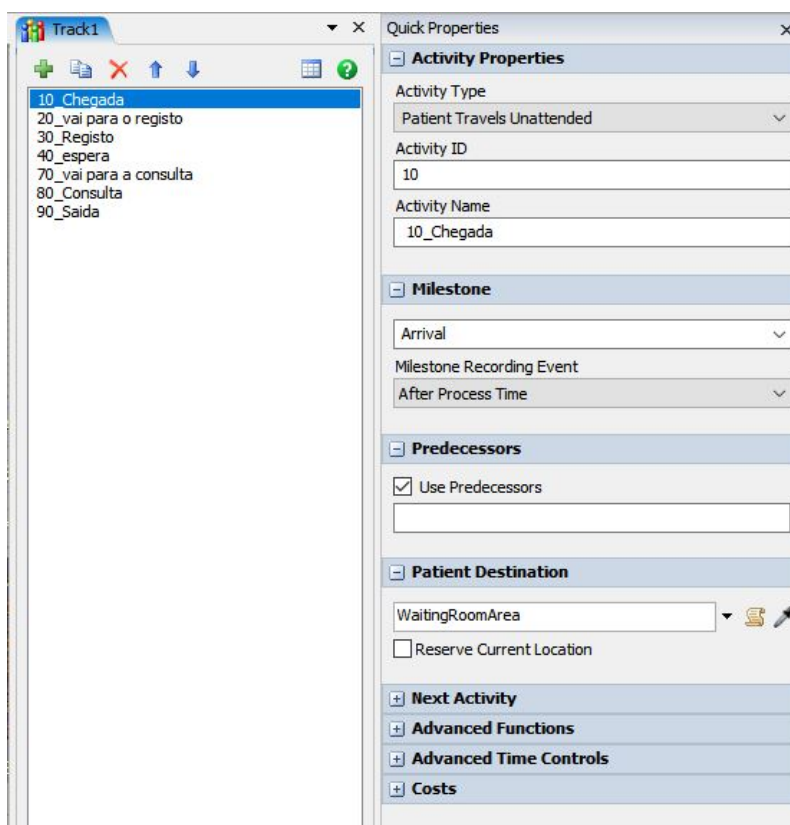 Track1
10_Chegada
20_vai para o registo
30_Registo
40_espera
70_vai para a consulta
80_Consulta
90_Saida
Quick Properties
Activity Properties
Activity Type
Patient Travels Unattended
Activity ID
10
Activity Name
10_Chegada
Milestone
Arrival
Milestone Recording Event
After Process Time
Predecessors
Use Predecessors
Patient Destination
WaitingRoomArea
Reserve Current Location
Next Activity
Advanced Functions
Advanced Time Controls
Costs